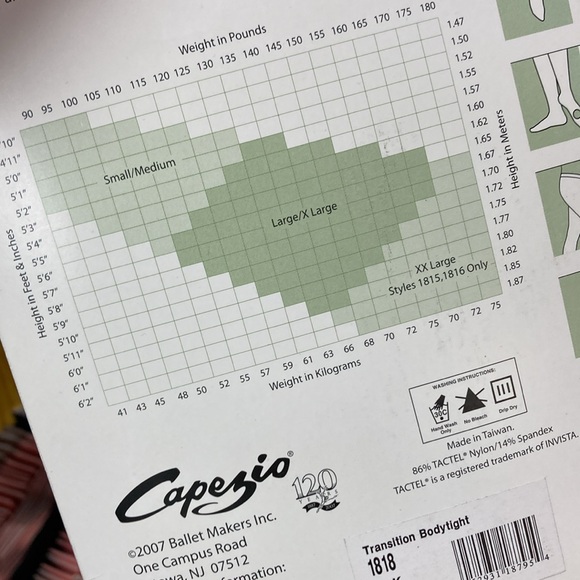 Weight in Pounds
90 95 100 105 110 115 120 125 130 135 140 145 150 155 160 165 170 175 180
'10"
4'11"
5'0"
5'1"
5'2"
5'3"
5'4"
5'5"
5'6"
5'7"
5'8"
5'9"
5'10"
5'11"
6'0"
6'1"
6'2"
Height in Feet & Inches
Small/Medium
Large/X Large
XX Large
Styles 1815,1816 Only
1.47
1.50
1.52
1.55
1.57
1.60
1.62
1.65
1.67
1.70
1.72
1.75
1.77
1.80
1.82
1.85
1.87
Height in Meters
41 43 45 48 50 52 55 57 59 61 63 66 68 70 72 75 70 72 75
Weight in Kilograms
WASHING INSTRUCTIONS:
30C
Hand Wash Only
No Bleach
Drip Dry
Made in Taiwan.
86% TACTEL® Nylon/14% Spandex
TACTEL® is a registered trademark of INVISTA.
Capezio®
120
©2007 Ballet Makers Inc.
One Campus Road
wa, NJ 07512
formation:
Transition Bodytight
1818